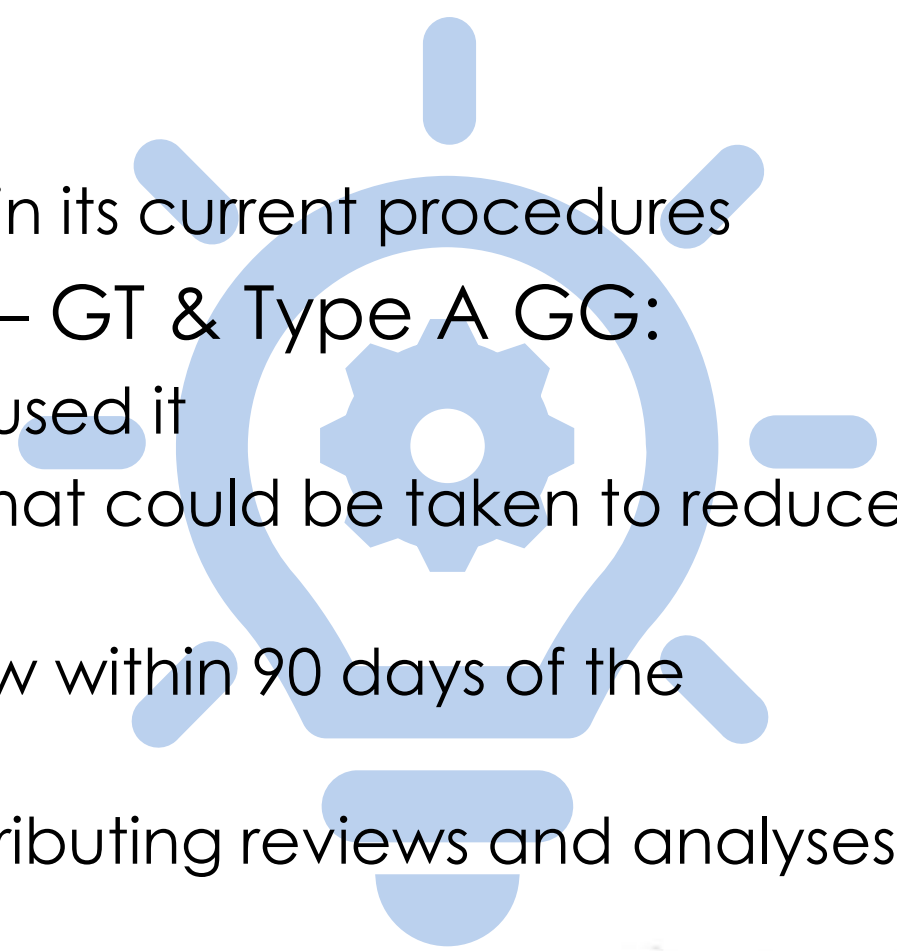 in its current procedures
– GT & Type A GG:
used it
hat could be taken to reduce
w within 90 days of the
ributing reviews and analyses